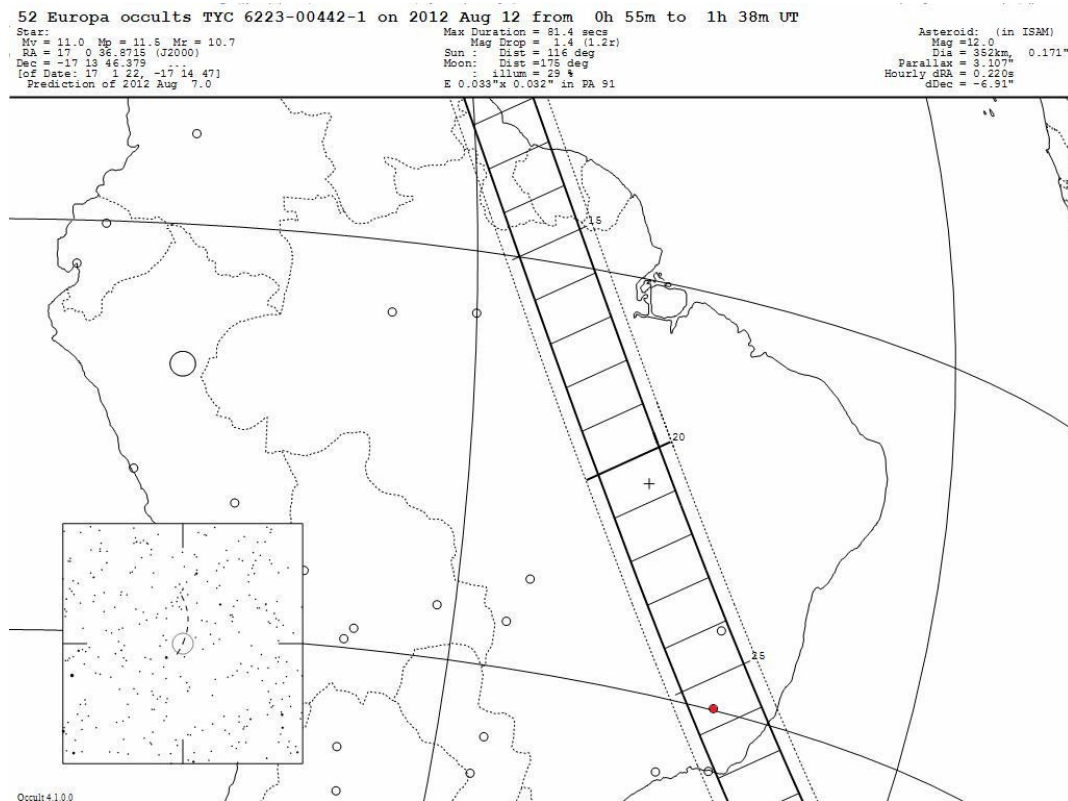 52 Europa occults TYC 6223-00442-1 on 2012 Aug 12 from  0h 55m to  1h 38m UT
Star:
Mv = 11.0  Mp = 11.5  Mr = 10.7
RA = 17  0 36.8715 (J2000)
Dec = -17 13 46.379  ...
[of Date: 17  1 22, -17 14 47]
Prediction of 2012 Aug  7.0
Max Duration = 81.4 secs
Mag Drop =  1.4 (1.2r)
Sun :  Dist = 116 deg
Moon:  Dist =175 deg
:  illum = 29 %
E 0.033"x 0.032" in PA 91
Asteroid:  (in ISAM)
Mag =12.0
Dia = 352km,  0.171"
Parallax = 3.107"
Hourly dRA = 0.220s
dDec = -6.91"
15
20
25
Occult 4.1.0.0